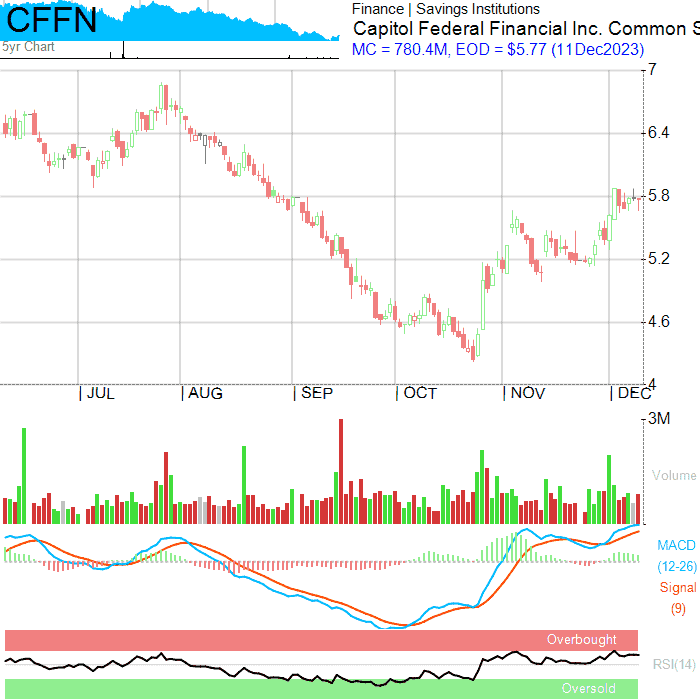 CFFN
5yr Chart
Finance | Savings Institutions
Capitol Federal Financial Inc. Common S
MC = 780.4M, EOD = $5.77 (11Dec2023)
7
6.4
5.8
5.2
4.6
4
| JUL | AUG | SEP | OCT | NOV | DEC
3M
Volume
MACD
(12-26)
Signal
(9)
Overbought
RSI(14)
Oversold